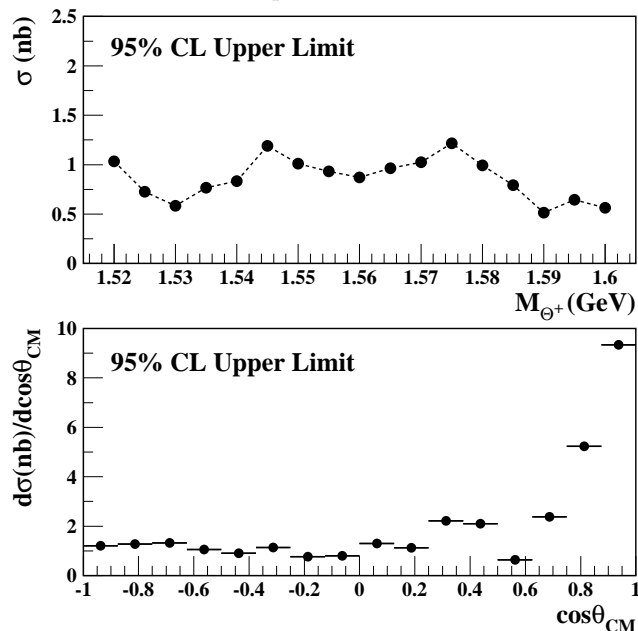 σ (nb)
95% CL Upper Limit
2.5
2
1.5
1
0.5
0
1.52 1.53 1.54 1.55 1.56 1.57 1.58 1.59 1.6
M_Θ+ (GeV)
dσ(nb)/dcosθ_CM
95% CL Upper Limit
10
8
6
4
2
0
-1 -0.8 -0.6 -0.4 -0.2 0 0.2 0.4 0.6 0.8 1
cosθ_CM